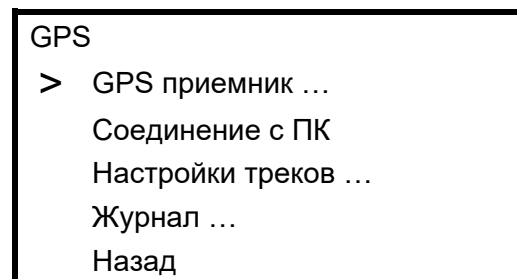 GPS
> GPS приемник …
Соединение с ПК
Настройки треков …
Журнал …
Назад